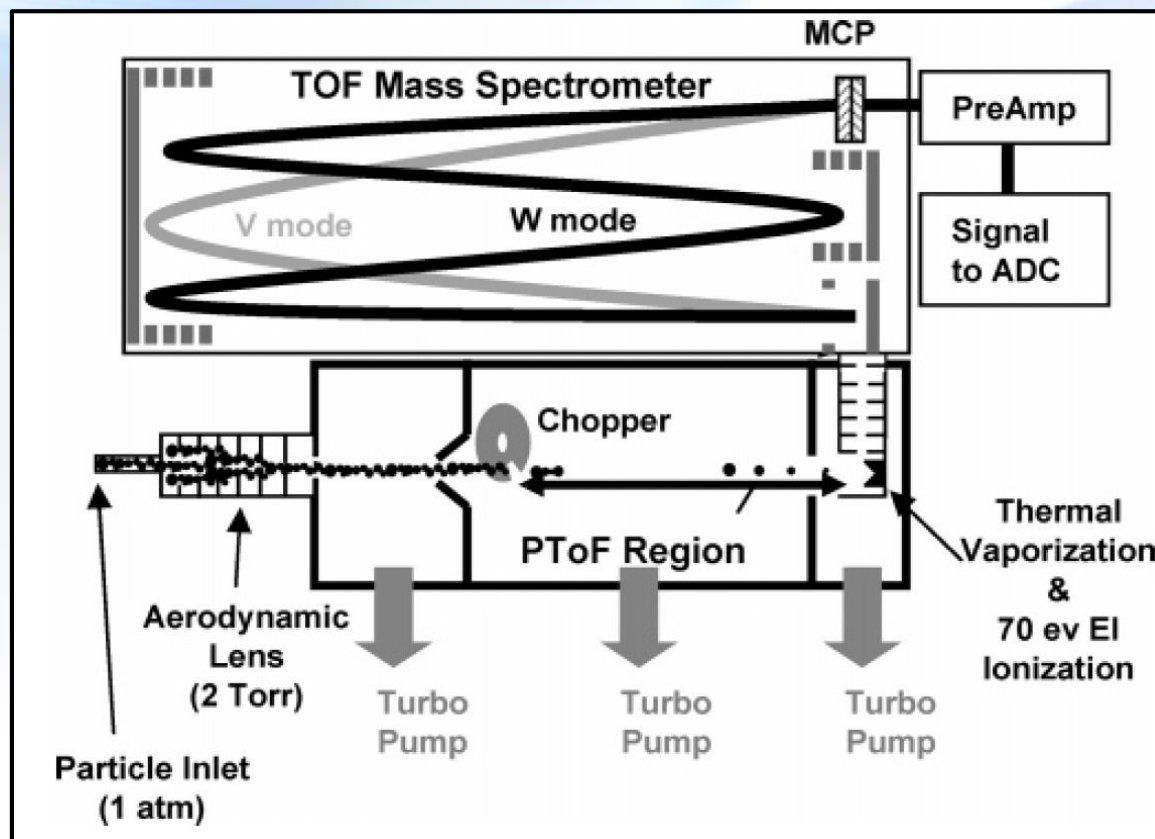 MCP
TOF Mass Spectrometer
PreAmp
V mode
W mode
Signal
to ADC
Chopper
PToF Region
Thermal
Vaporization
&
70 ev EI
Ionization
Aerodynamic
Lens
(2 Torr)
Particle Inlet
(1 atm)
Turbo
Pump
Turbo
Pump
Turbo
Pump